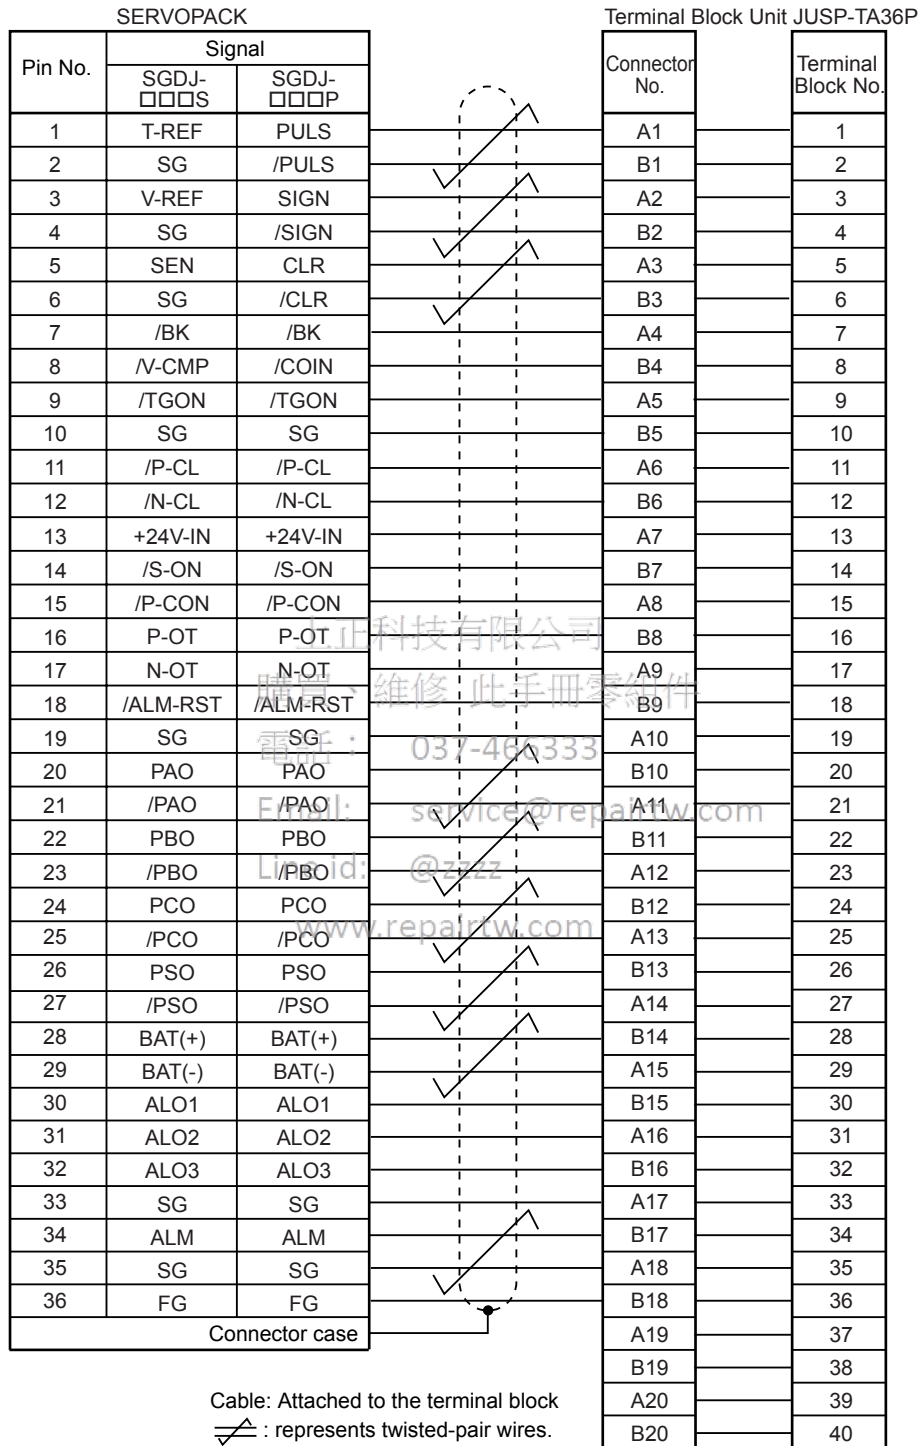 SERVOPACK Terminal Block Unit JUSP-TA36P
Pin No. Signal Connector No. Terminal Block No.
SGDJ-□□□S SGDJ-□□□P
1 T-REF PULS A1 1
2 SG /PULS B1 2
3 V-REF SIGN A2 3
4 SG /SIGN B2 4
5 SEN CLR A3 5
6 SG /CLR B3 6
7 /BK /BK A4 7
8 /V-CMP /COIN B4 8
9 /TGON /TGON A5 9
10 SG SG B5 10
11 /P-CL /P-CL A6 11
12 /N-CL /N-CL B6 12
13 +24V-IN +24V-IN A7 13
14 /S-ON /S-ON B7 14
15 /P-CON /P-CON A8 15
16 P-OT P-OT B8 16
17 N-OT N-OT A9 17
18 /ALM-RST /ALM-RST B9 18
19 SG SG A10 19
20 PAO PAO B10 20
21 /PAO /PAO A11 21
22 PBO PBO B11 22
23 /PBO /PBO A12 23
24 PCO PCO B12 24
25 /PCO /PCO A13 25
26 PSO PSO B13 26
27 /PSO /PSO A14 27
28 BAT(+) BAT(+) B14 28
29 BAT(-) BAT(-) A15 29
30 ALO1 ALO1 B15 30
31 ALO2 ALO2 A16 31
32 ALO3 ALO3 B16 32
33 SG SG A17 33
34 ALM ALM B17 34
35 SG SG A18 35
36 FG FG B18 36
Connector case A19 37
B19 38
A20 39
B20 40
Cable: Attached to the terminal block
: represents twisted-pair wires.
上正科技有限公司
購買、維修 此手冊零組件
電話： 037-466333
Email: service@repairtw.com
Line id: @zzzz
www.repairtw.com